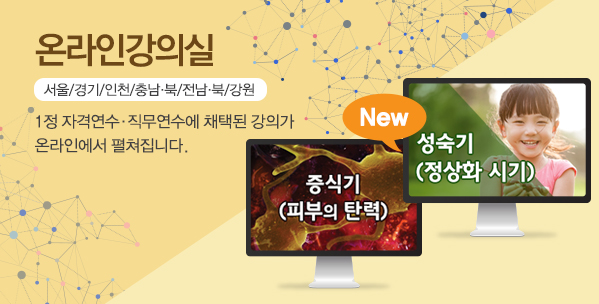 온라인강의실
서울/경기/인천/충남·북/전남·북/강원
1정 자격연수·직무연수에 채택된 강의가
온라인에서 펼쳐집니다.
New
성숙기
(정상화 시기)
증식기
(피부의 탄력)